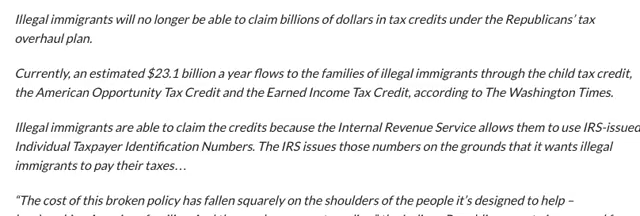 Illegal immigrants will no longer be able to claim billions of dollars in tax credits under the Republicans’ tax
overhaul plan.
Currently, an estimated $23.1 billion a year flows to the families of illegal immigrants through the child tax credit,
the American Opportunity Tax Credit and the Earned Income Tax Credit, according to The Washington Times.
Illegal immigrants are able to claim the credits because the Internal Revenue Service allows them to use IRS-issued
Individual Taxpayer Identification Numbers. The IRS issues those numbers on the grounds that it wants illegal
immigrants to pay their taxes…
“The cost of this broken policy has fallen squarely on the shoulders of the people it’s designed to help –